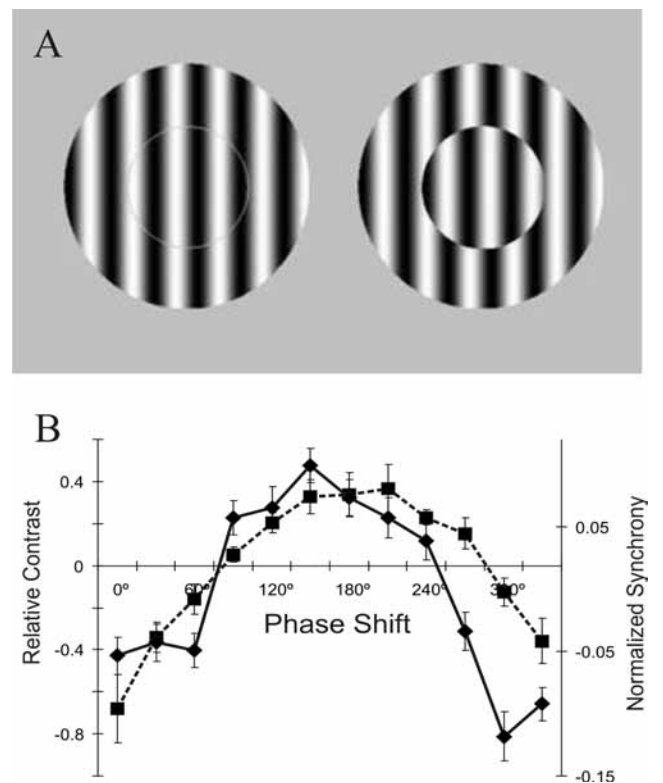 A
B
Relative Contrast
0.4
0
-0.4
-0.8
0º
60º
120º
180º
240º
300º
Phase Shift
0.05
-0.05
-0.15
Normalized Synchrony